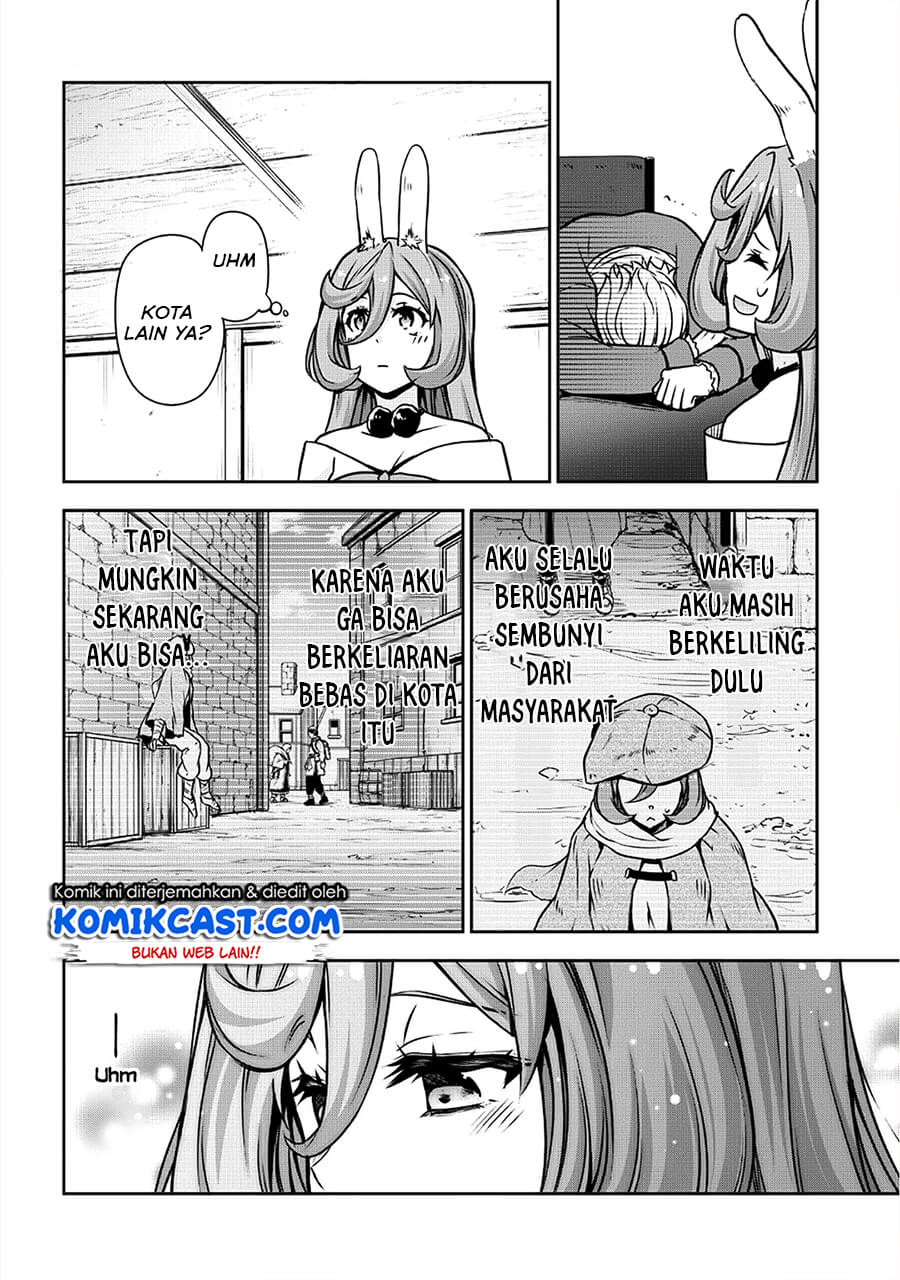 UHM
KOTA
LAIN YA?
WAKTU
AKU MASIH
BERKELILING
DULU
AKU SELALU
BERUSAHA
SEMBUNYI
DARI
MASYARAKAT
KARENA AKU
GA BISA
BERKELIARAN
BEBAS DI KOTA
ITU
TAPI
MUNGKIN
SEKARANG
AKU BISA...
Komik ini diterjemahkan & diedit oleh
KOMIKCAST.COM
BUKAN WEB LAIN!!
Uhm